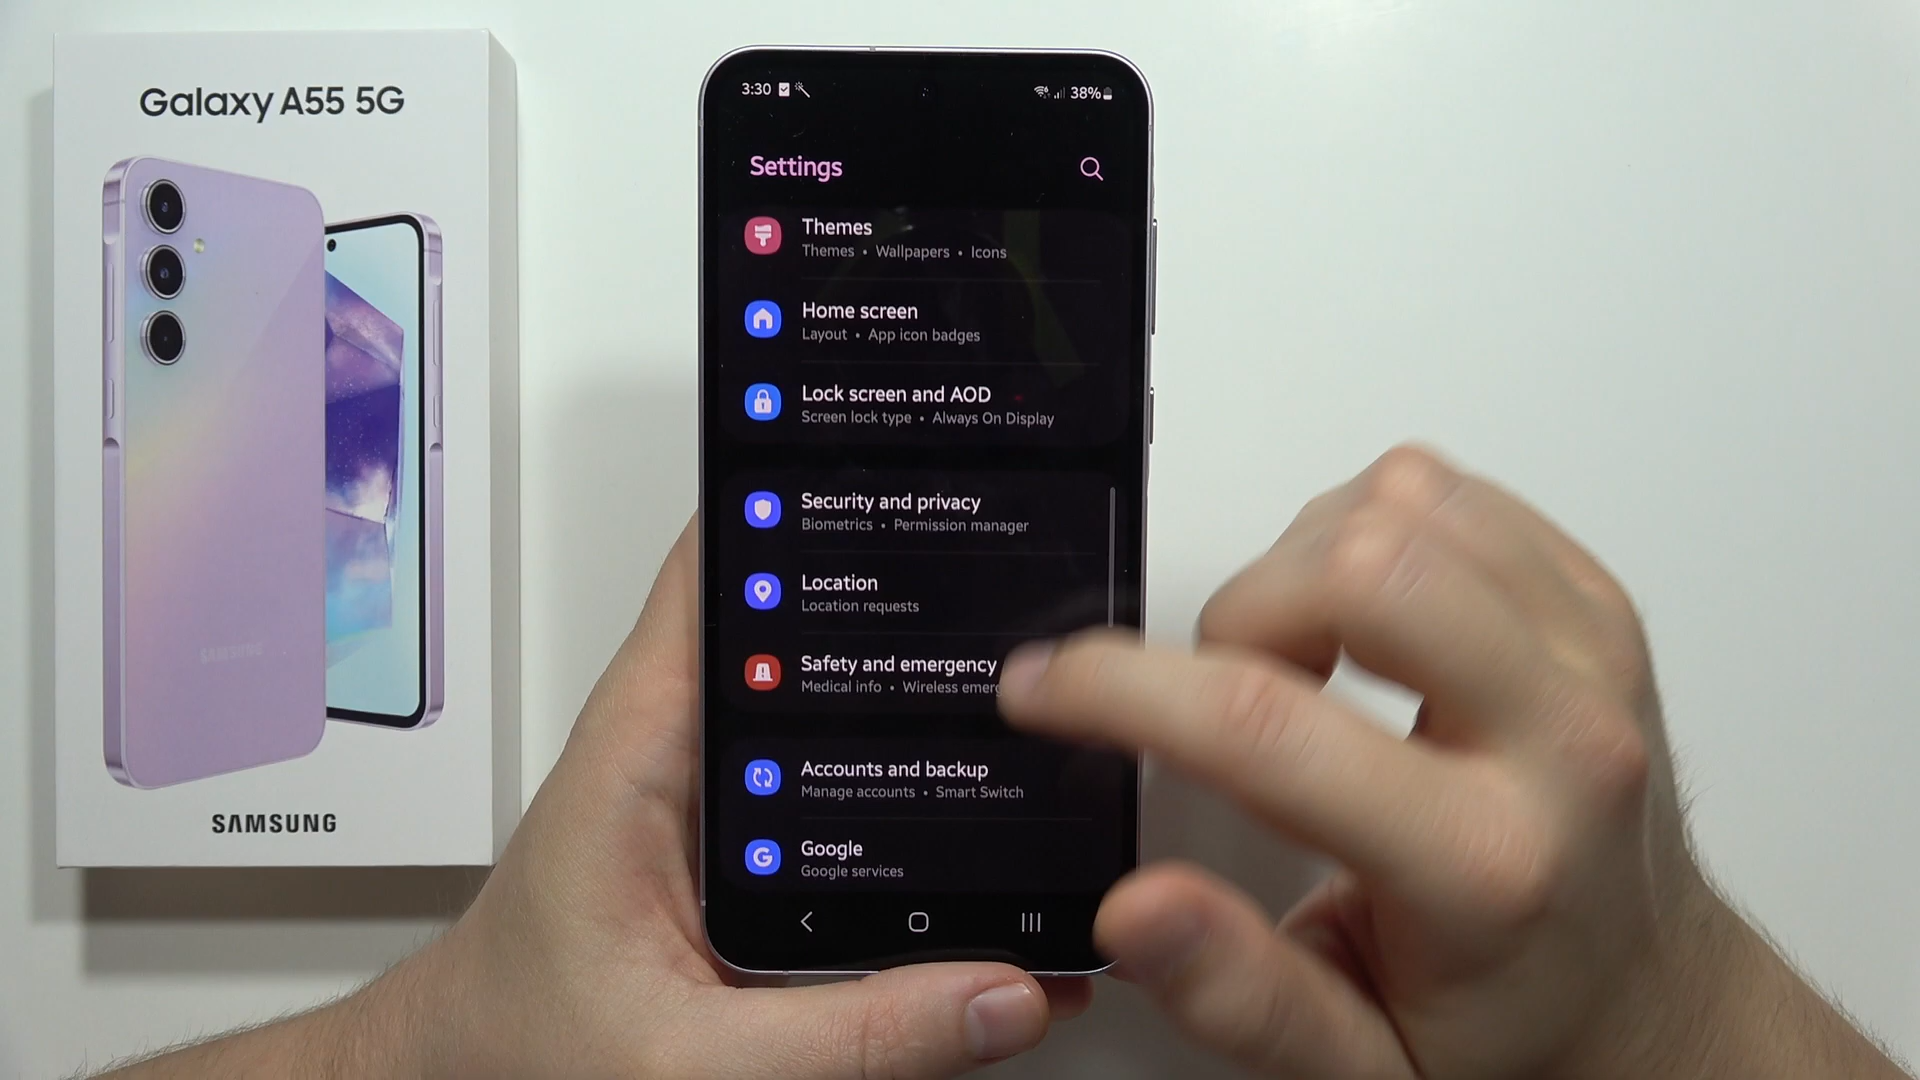 Galaxy A55 5G
SAMSUNG
SAMSUNG
3:30
38%
Settings
Themes
Themes • Wallpapers • Icons
Home screen
Layout • App icon badges
Lock screen and AOD
Screen lock type • Always On Display
Security and privacy
Biometrics • Permission manager
Location
Location requests
Safety and emergency
Medical info • Wireless emerg
Accounts and backup
Manage accounts • Smart Switch
Google
Google services